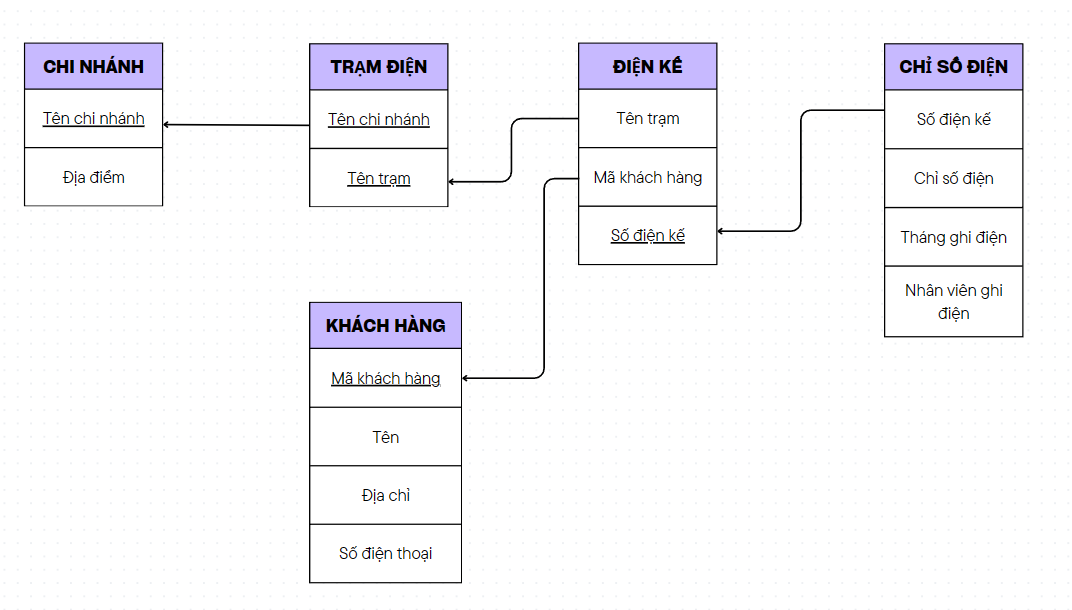 CHI NHÁNH
Tên chi nhánh
Địa điểm
TRẠM ĐIỆN
Tên chi nhánh
Tên trạm
ĐIỆN KẾ
Tên trạm
Mã khách hàng
Số điện kế
CHỈ SỐ ĐIỆN
Số điện kế
Chỉ số điện
Tháng ghi điện
Nhân viên ghi
điện
KHÁCH HÀNG
Mã khách hàng
Tên
Địa chỉ
Số điện thoại